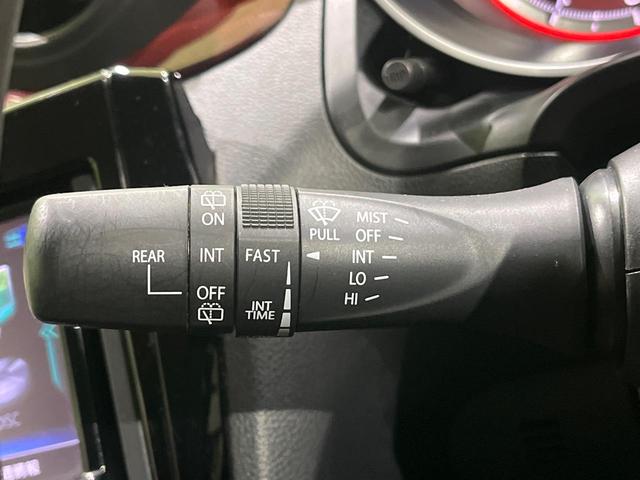 REAR
ON
INT
OFF
FAST
INT
TIME
PULL
MIST
OFF
INT
LO
HI